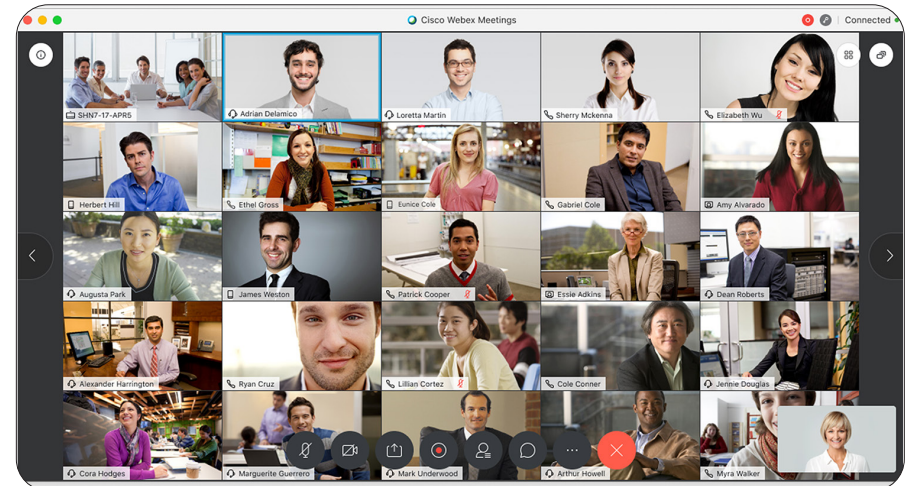 Cisco Webex Meetings
Connected
SHN7-17-APR5
Adrian Delamico
Loretta Martin
Sherry Mckenna
Elizabeth Wu
Herbert Hill
Ethel Gross
Eunice Cole
Gabriel Cole
Amy Alvarado
Augusta Park
James Weston
Patrick Cooper
Essie Adkins
Dean Roberts
Alexander Harrington
Ryan Cruz
Lillian Cortez
Cole Conner
Jennie Douglas
Cora Hodges
Marguerite Guerrero
Mark Underwood
Arthur Howell
Myra Walker